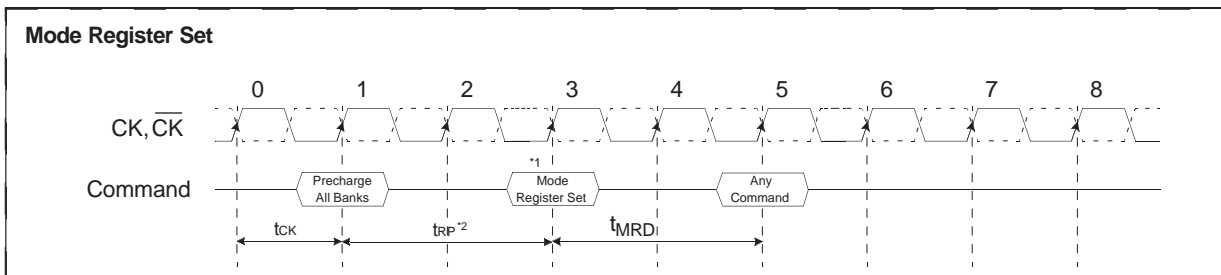 Mode Register Set
0 1 2 3 4 5 6 7 8
CK, CK
*1
Command
Precharge
All Banks
Mode
Register Set
Any
Command
tCK
tRP*2
tMRD